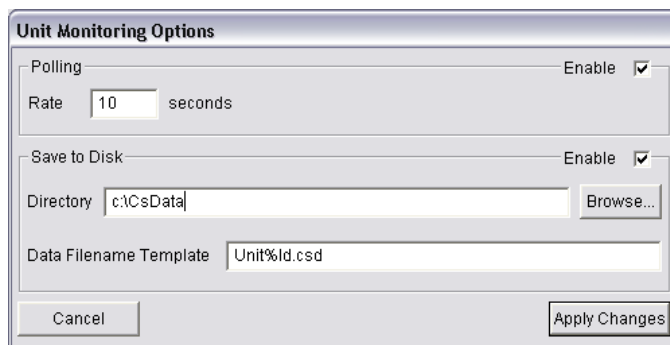 Unit Monitoring Options
Polling Enable
Rate 10 seconds
Save to Disk Enable
Directory c:\CsData Browse...
Data Filename Template Unit%ld.csd
Cancel Apply Changes